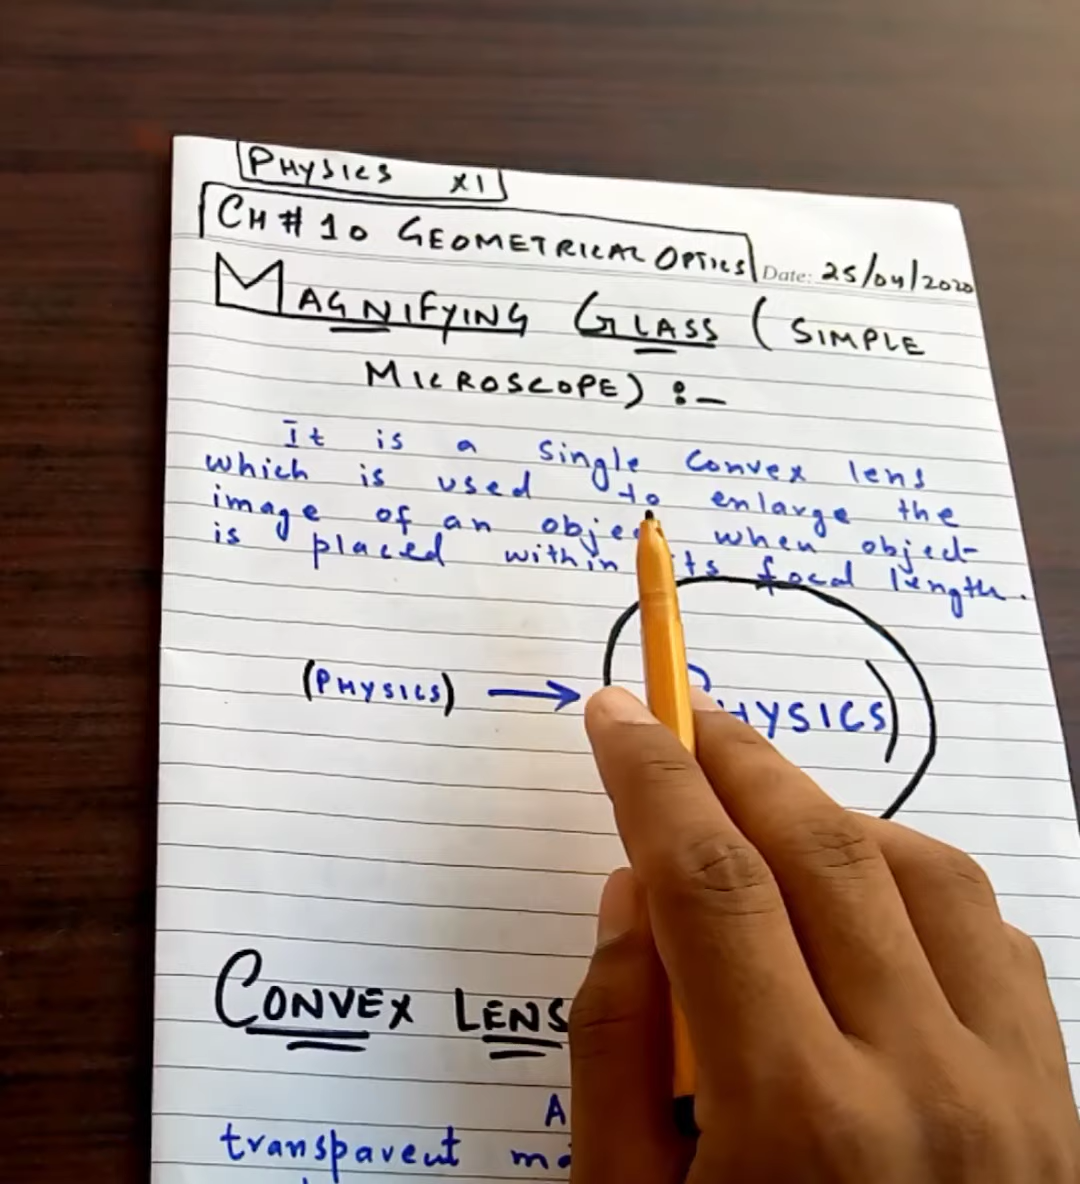 PHYSICS XI
CH # 10 GEOMETRICAL OPTICS
Date: 25/04/2020
MAGNIFYING GLASS (SIMPLE
MICROSCOPE) :-
It is a single convex lens
which is used to enlarge the
image of an obje when object
is placed within its focal length.
(PHYSICS) → HYSICS)
CONVEX LENS
A
transparent